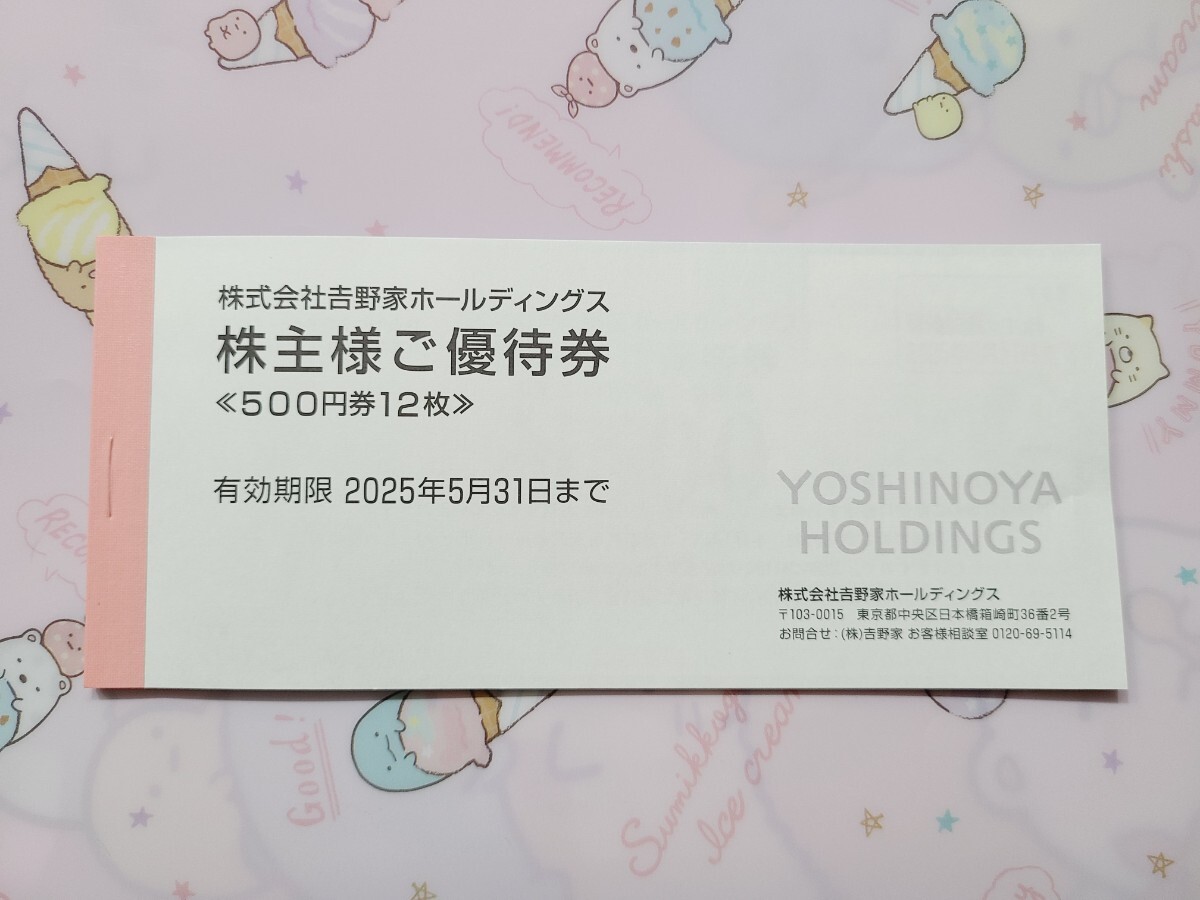 株式会社𠮷野家ホールディングス
株主様ご優待券
≪500円券12枚≫
有効期限 2025年5月31日まで
YOSHINOYA
HOLDINGS
株式会社𠮷野家ホールディングス
〒103-0015 東京都中央区日本橋箱崎町36番2号
お問合せ:(株)𠮷野家 お客様相談室 0120-69-5114
RECOMMEND!
Good!
Ice cream